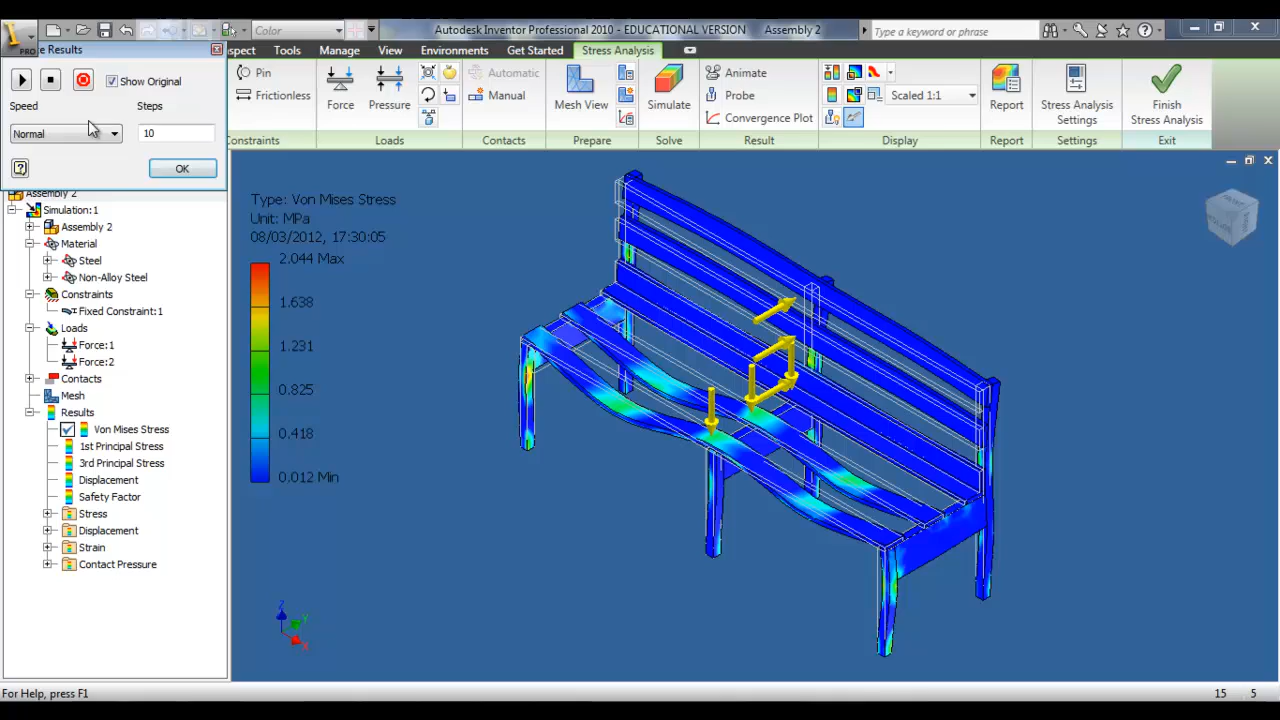 Color
Autodesk Inventor Professional 2010 - EDUCATIONAL VERSION Assembly 2
Type a keyword or phrase
PRO
e Results
spect Tools Manage View Environments Get Started Stress Analysis
Show Original
Speed Steps
Normal 10
OK
Pin
Frictionless
Force
Pressure
Automatic
Manual
Mesh View
Simulate
Animate
Probe
Convergence Plot
Scaled 1:1
Report
Stress Analysis
Settings
Finish
Stress Analysis
Constraints Loads Contacts Prepare Solve Result Display Report Settings Exit
Assembly 2
Simulation:1
Assembly 2
Material
Steel
Non-Alloy Steel
Constraints
Fixed Constraint:1
Loads
Force:1
Force:2
Contacts
Mesh
Results
Von Mises Stress
1st Principal Stress
3rd Principal Stress
Displacement
Safety Factor
Stress
Displacement
Strain
Contact Pressure
Type: Von Mises Stress
Unit: MPa
08/03/2012, 17:30:05
2.044 Max
1.638
1.231
0.825
0.418
0.012 Min
Z
Y
X
For Help, press F1
15 5